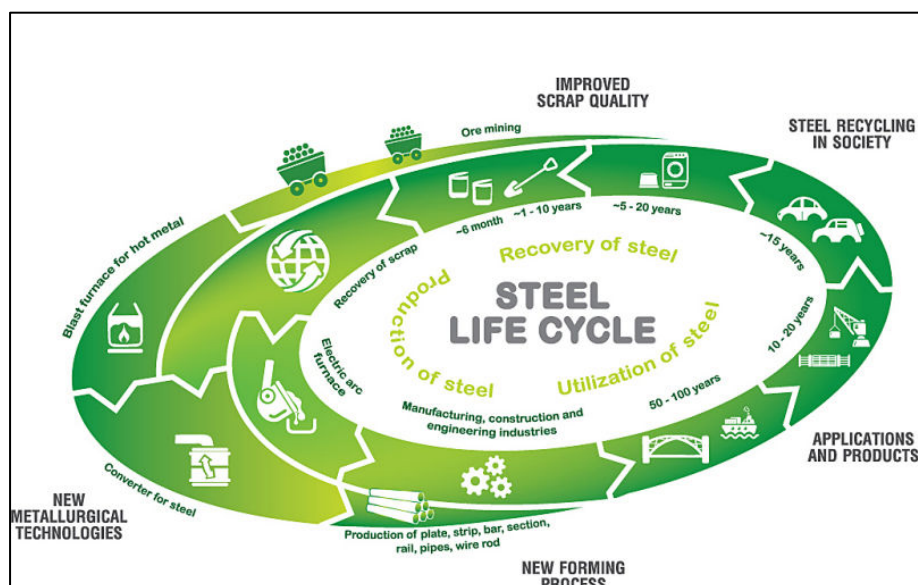 IMPROVED
SCRAP QUALITY
STEEL RECYCLING
IN SOCIETY
Ore mining
Blast furnace for hot metal
Recovery of scrap
~6 month
~1 - 10 years
~5 - 20 years
~15 years
Recovery of steel
Production of steel
STEEL
LIFE CYCLE
Utilization of steel
10 - 20 years
Electric arc
furnace
50 - 100 years
Manufacturing, construction and
engineering industries
APPLICATIONS
AND PRODUCTS
Converter for steel
NEW
METALLURGICAL
TECHNOLOGIES
Production of plate, strip, bar, section,
rail, pipes, wire rod
NEW FORMING
PROCESS